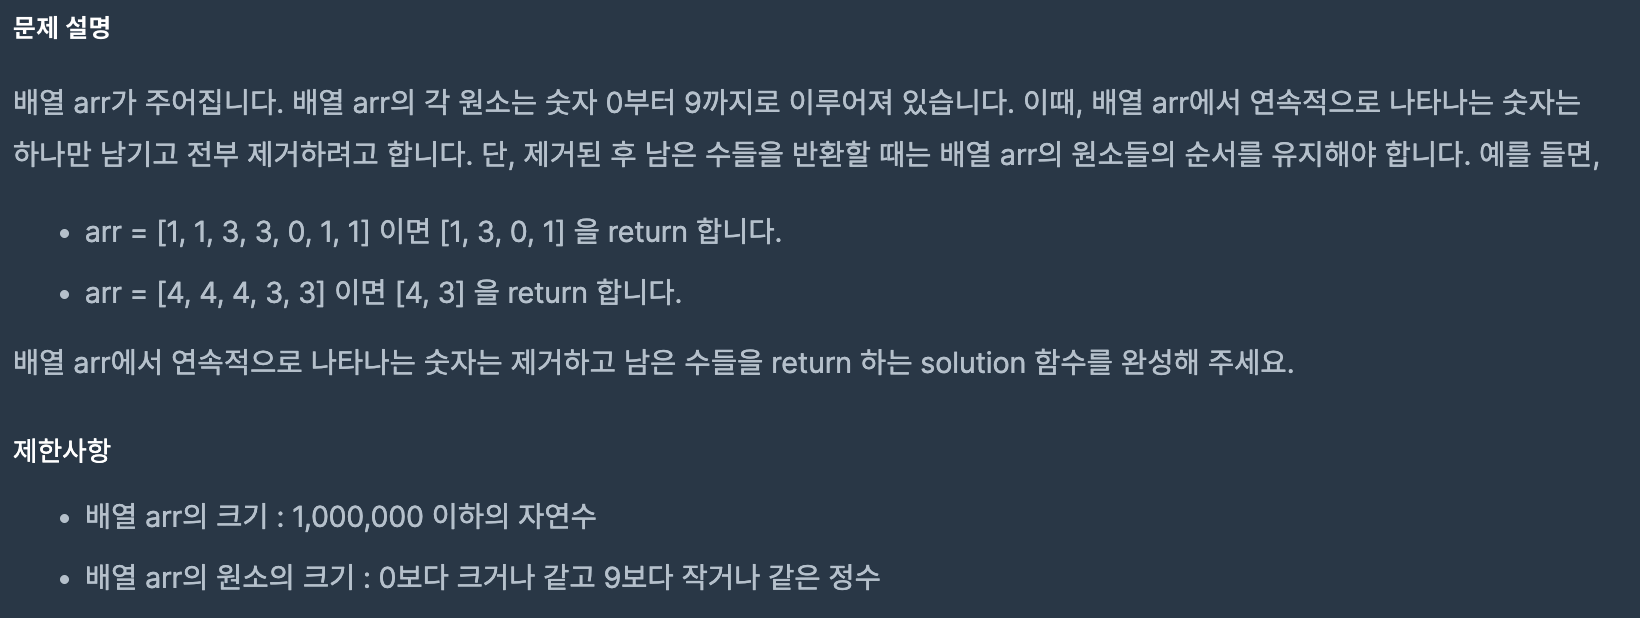 문제 설명
배열 arr가 주어집니다. 배열 arr의 각 원소는 숫자 0부터 9까지로 이루어져 있습니다. 이때, 배열 arr에서 연속적으로 나타나는 숫자는
하나만 남기고 전부 제거하려고 합니다. 단, 제거된 후 남은 수들을 반환할 때는 배열 arr의 원소들의 순서를 유지해야 합니다. 예를 들면,
• arr = [1, 1, 3, 3, 0, 1, 1] 이면 [1, 3, 0, 1] 을 return 합니다.
• arr = [4, 4, 4, 3, 3] 이면 [4, 3] 을 return 합니다.
배열 arr에서 연속적으로 나타나는 숫자는 제거하고 남은 수들을 return 하는 solution 함수를 완성해 주세요.
제한사항
• 배열 arr의 크기 : 1,000,000 이하의 자연수
• 배열 arr의 원소의 크기 : 0보다 크거나 같고 9보다 작거나 같은 정수